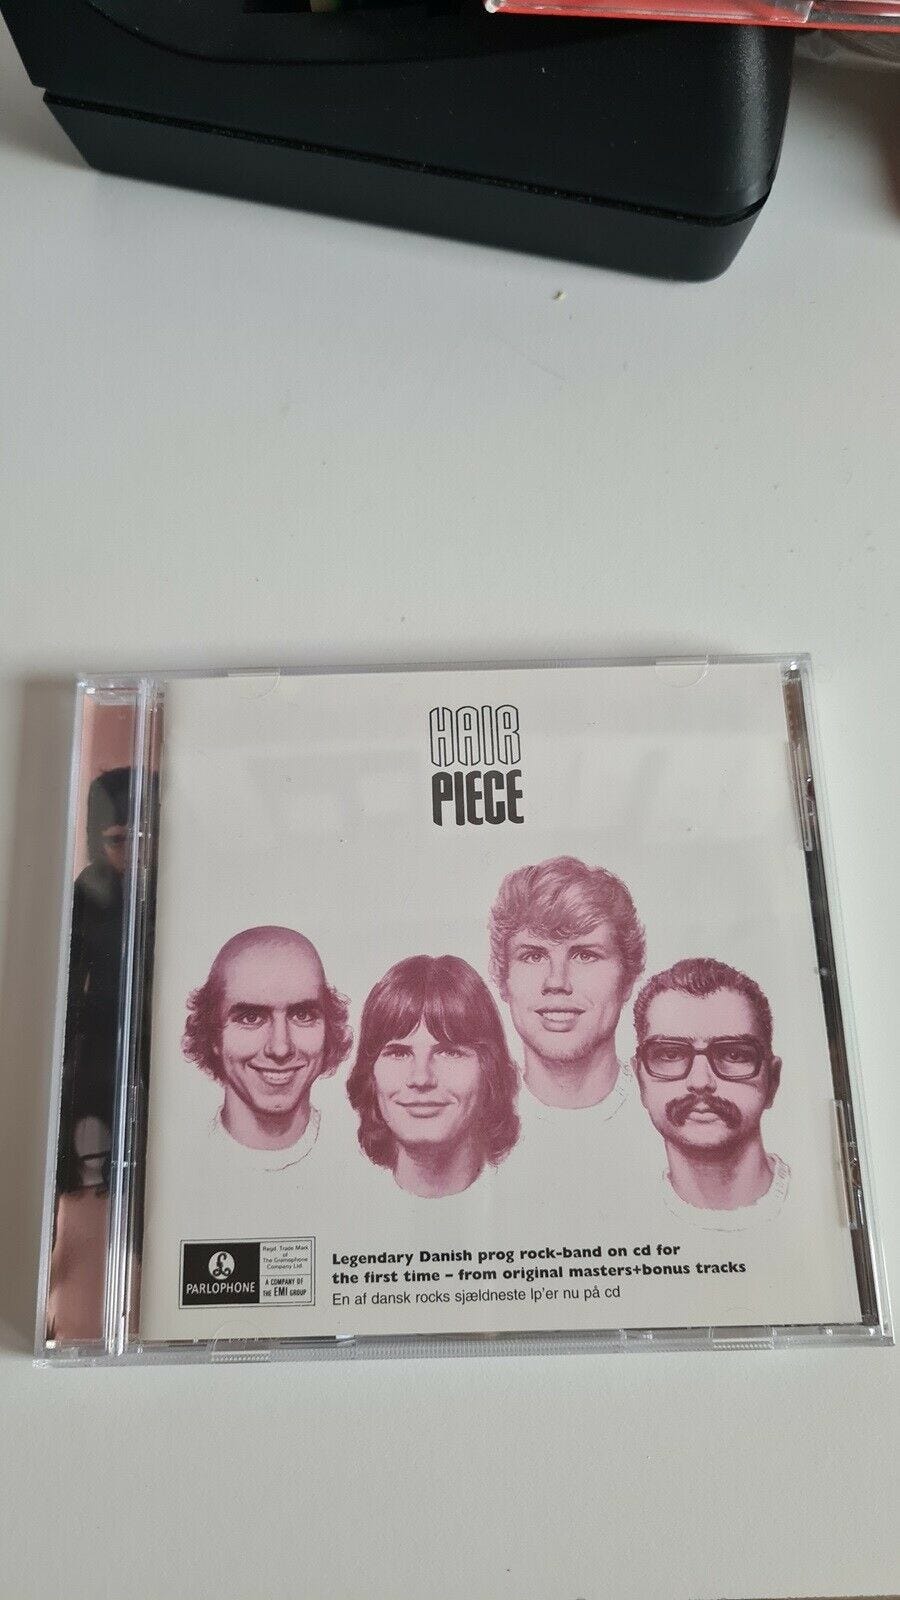 HAIR
PIECE
PARLOPHONE
Regd. Trade Mark
of
The Gramophone
Company Ltd.
A COMPANY OF
THE EMI GROUP
Legendary Danish prog rock-band on cd for
the first time – from original masters+bonus tracks
En af dansk rocks sjældneste lp'er nu på cd